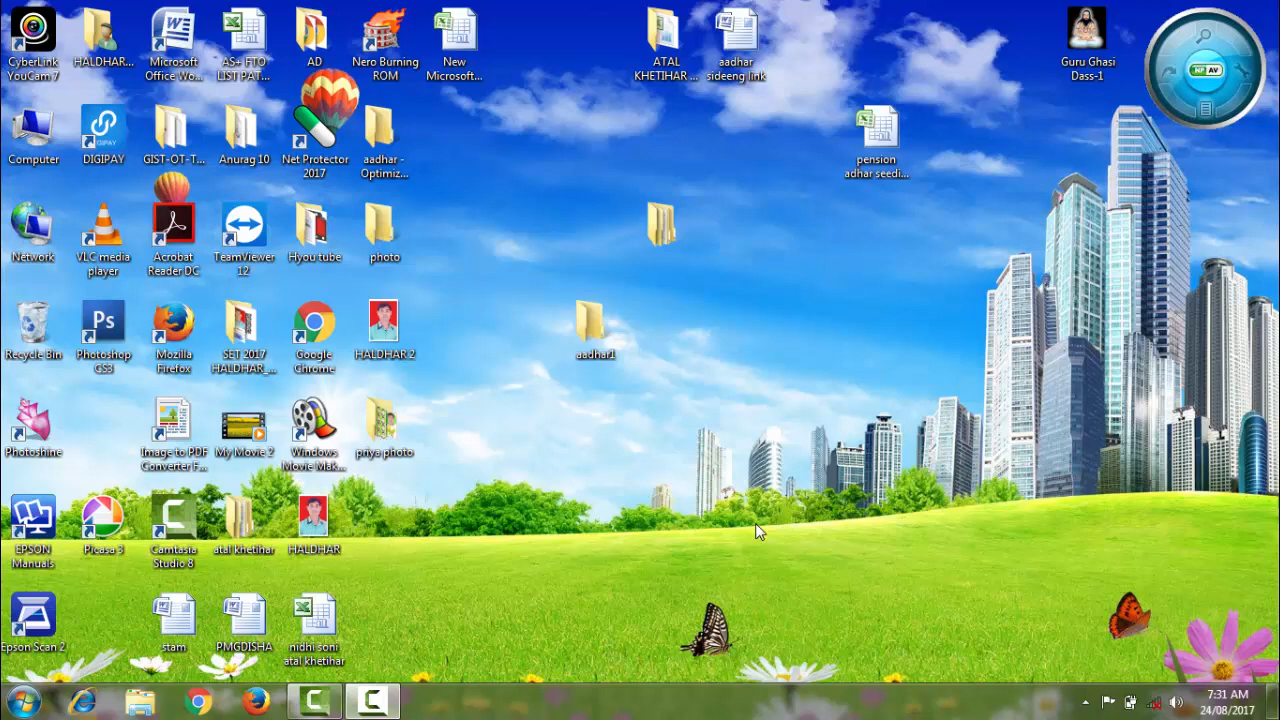 CyberLink
YouCam 7
HALDHAR...
W
Microsoft
Office Wo...
AS+ FTO
LIST PAT...
AD
Nero Burning
ROM
New
Microsoft...
ATAL
KHETIHAR ...
aadhar
sideeng link
Guru Ghasi
Dass-1
NP AV
Computer
DIGIPAY
GIST-OT-T...
Anurag 10
Net Protector
2017
aadhar -
Optimiz...
pension
adhar seedi...
Network
VLC media
player
Acrobat
Reader DC
TeamViewer
12
Hyou tube
photo
Recycle Bin
Ps
Photoshop
CS3
Mozilla
Firefox
SET 2017
HALDHAR_...
Google
Chrome
HALDHAR 2
aadhar1
Photoshine
Image to PDF
Converter F...
My Movie 2
Windows
Movie Mak...
priya photo
EPSON
Manuals
Picasa 3
Camtasia
Studio 8
atal khetihar
HALDHAR
Epson Scan 2
stam
PMGDISHA
nidhi soni
atal khetihar
7:31 AM
24/08/2017